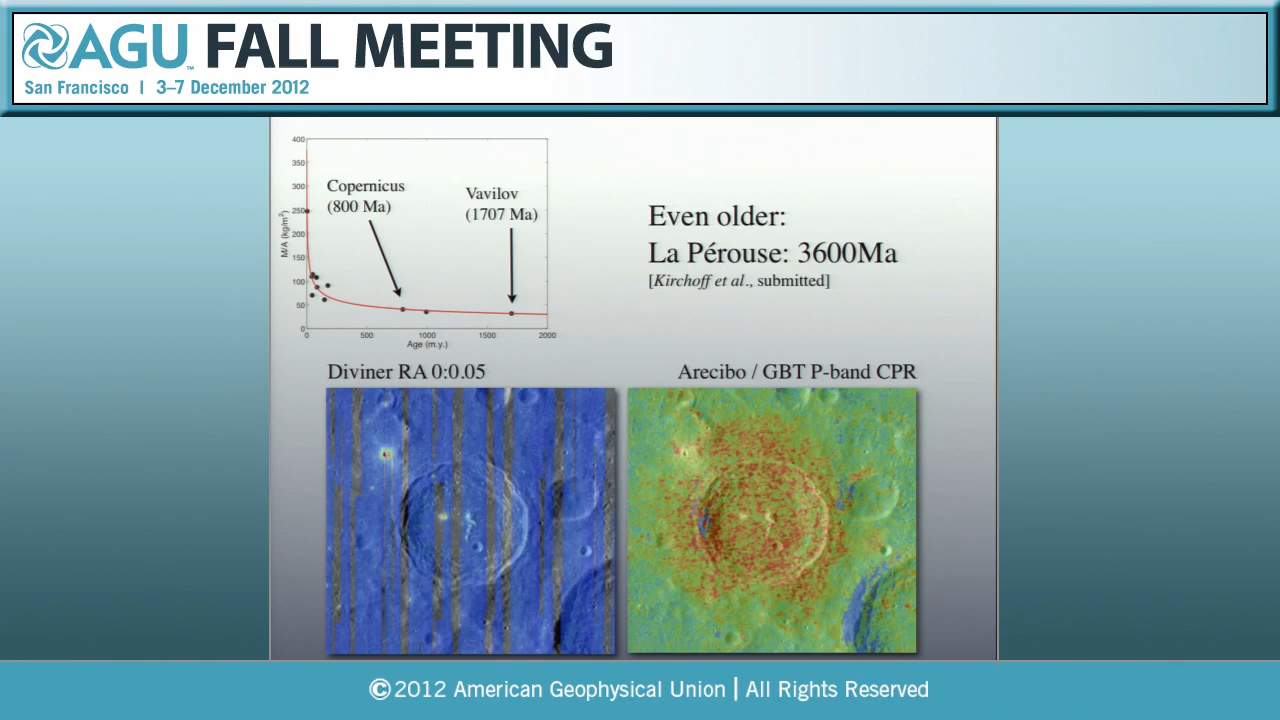 AGU FALL MEETING
San Francisco | 3–7 December 2012
400
350
300
250
200
150
100
50
0
M/A (kg/m²)
Copernicus
(800 Ma)
Vavilov
(1707 Ma)
0 500 1000 1500 2000
Age (m.y.)
Even older:
La Pérouse: 3600Ma
[Kirchoff et al., submitted]
Diviner RA 0:0.05
Arecibo / GBT P-band CPR
©2012 American Geophysical Union | All Rights Reserved